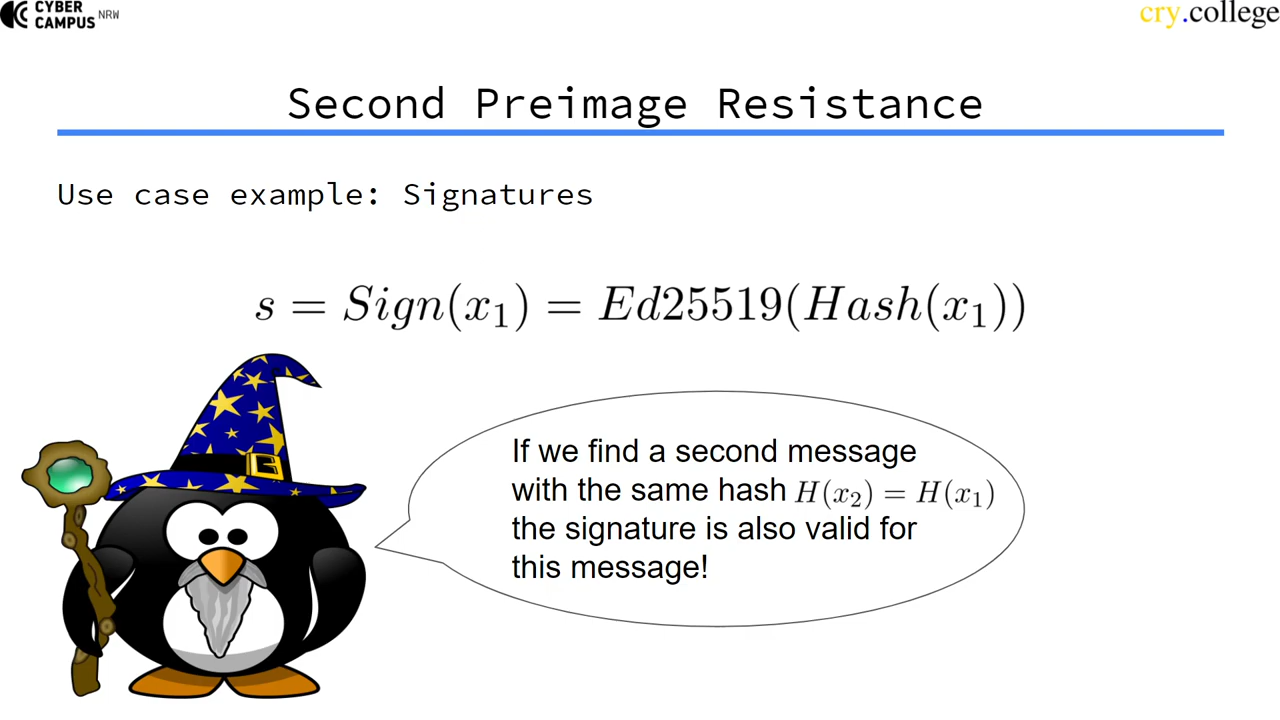 CYBER
CAMPUS NRW
cry.college
Second Preimage Resistance
Use case example: Signatures
s = Sign(x₁) = Ed25519(Hash(x₁))
If we find a second message
with the same hash H(x₂) = H(x₁)
the signature is also valid for
this message!